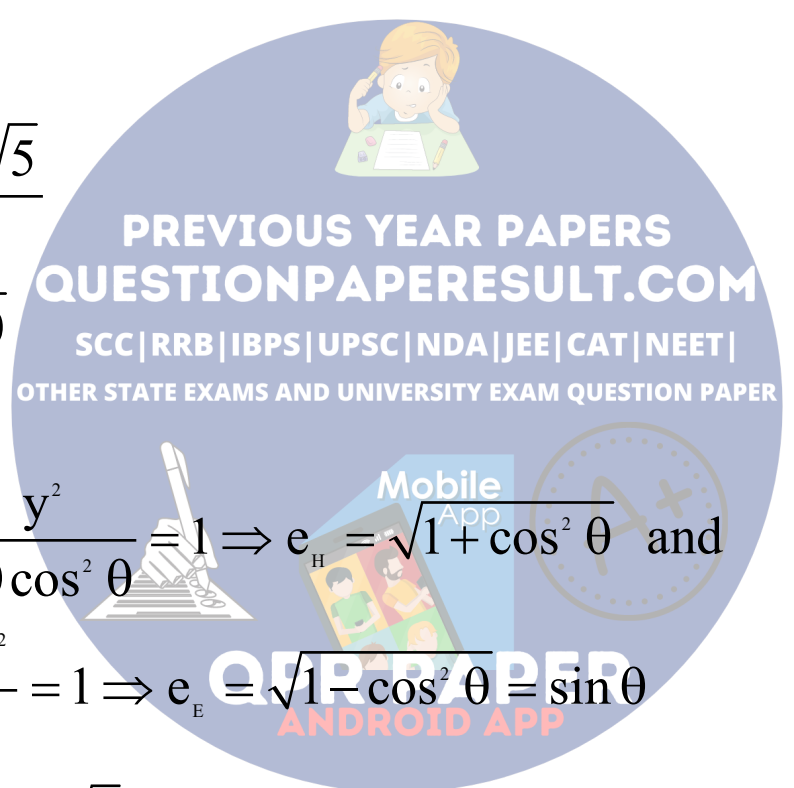 √5
PREVIOUS YEAR PAPERS
QUESTIONPAPERESULT.COM
SCC|RRB|IBPS|UPSC|NDA|JEE|CAT|NEET|
OTHER STATE EXAMS AND UNIVERSITY EXAM QUESTION PAPER
Mobile
App
A+
y²
cos² θ = 1 ⇒ e_H = √(1 + cos² θ) and
2
= 1 ⇒ e_E = √(1 − cos² θ) = sin θ
QPR PAPER
ANDROID APP